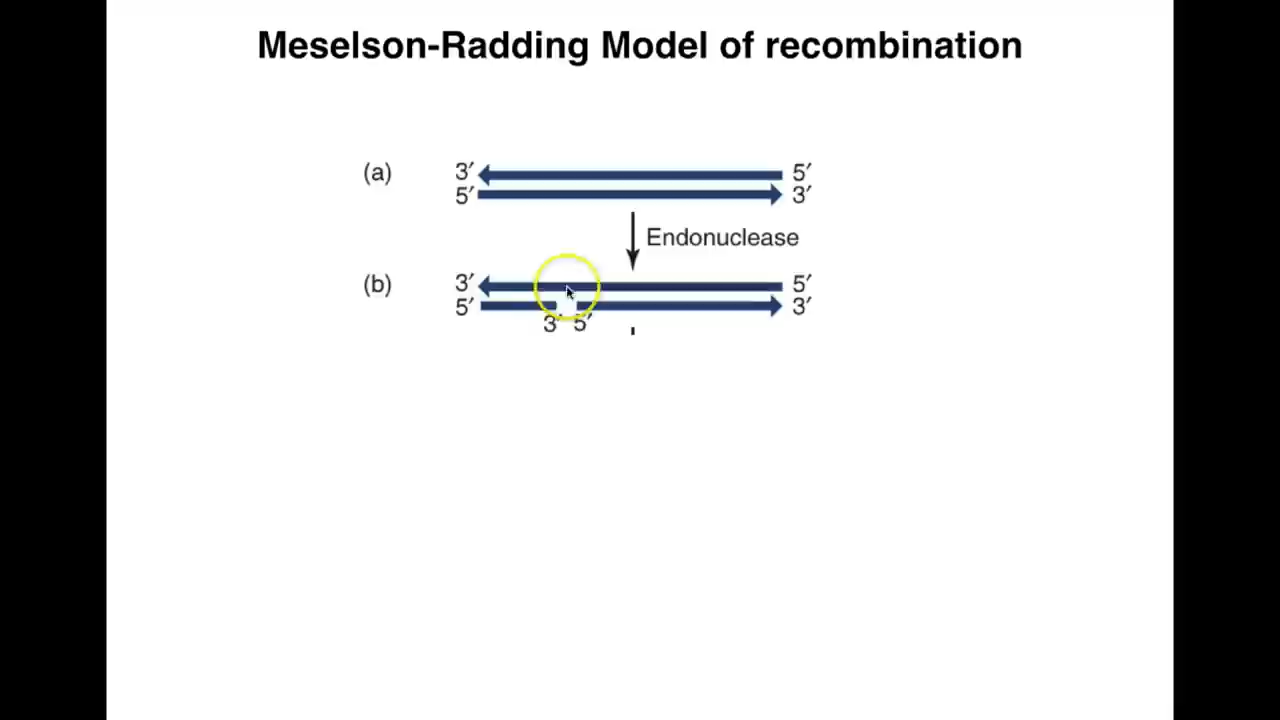 Meselson-Radding Model of recombination
(a) 3′ 5′
5′ 3′
Endonuclease
(b) 3′ 5′
5′ 3′
3′ 5′